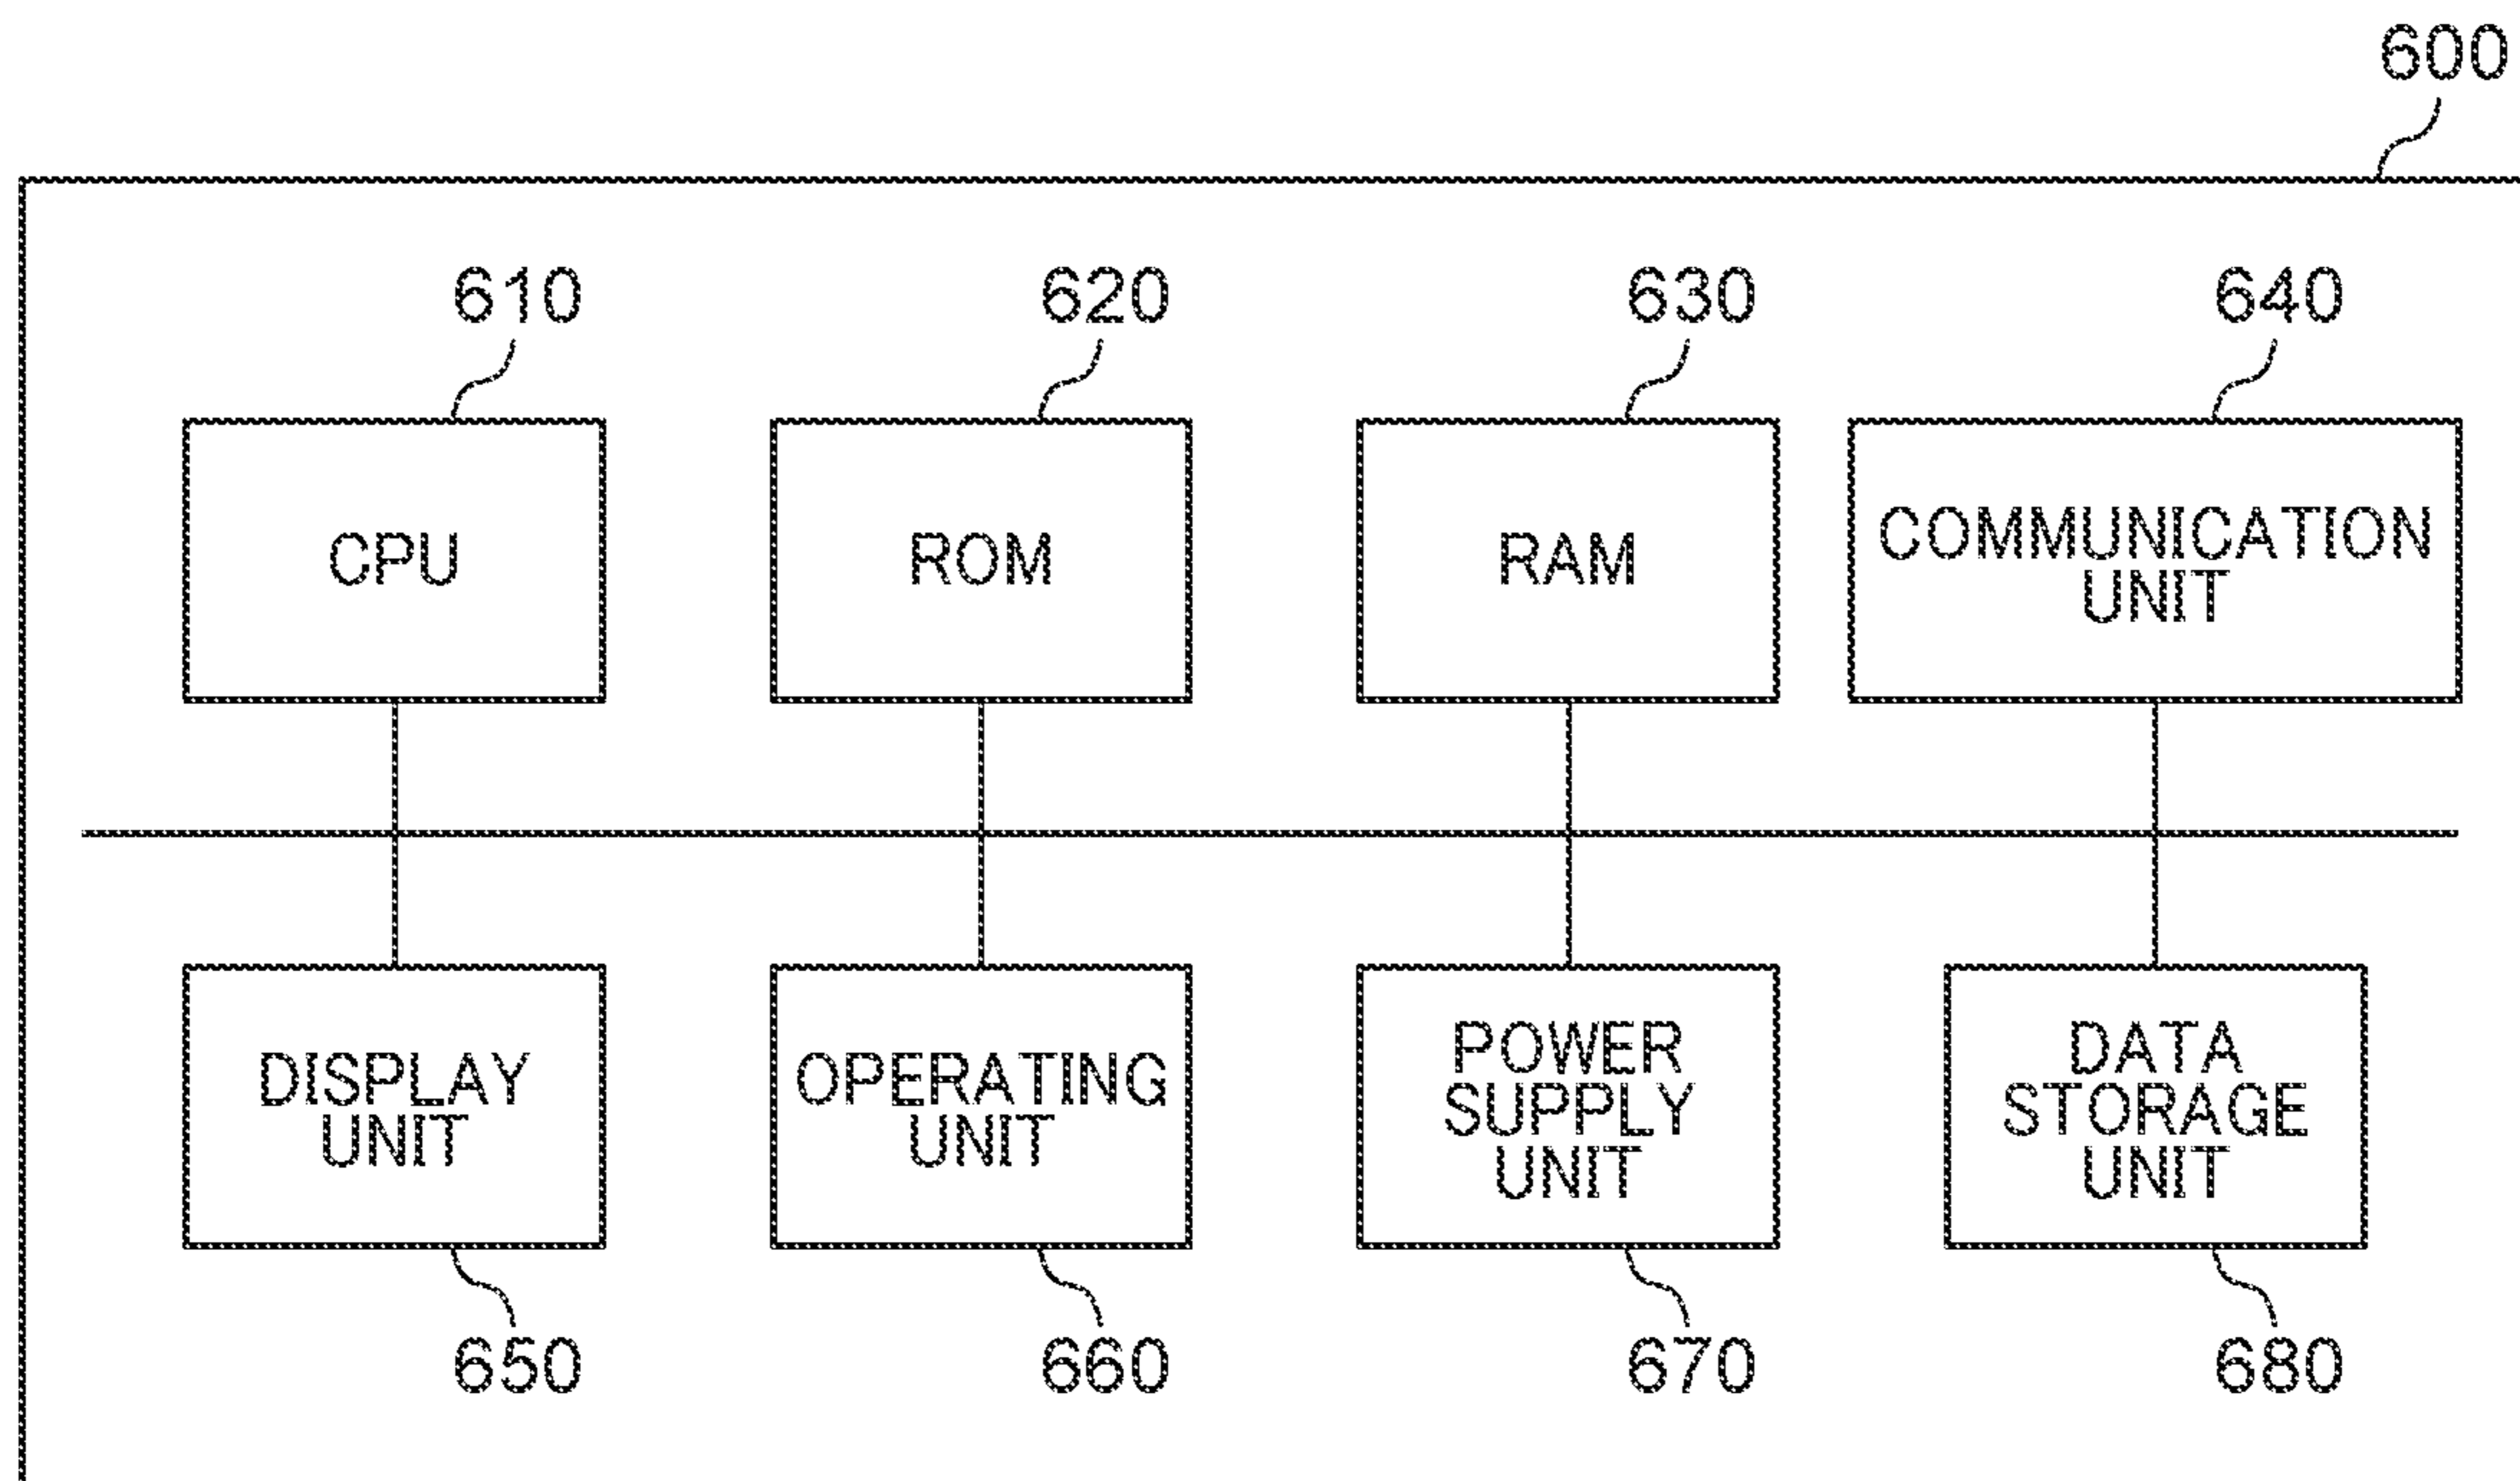 600
610
620
630
640
CPU
ROM
RAM
COMMUNICATION
UNIT
DISPLAY
UNIT
OPERATING
UNIT
POWER
SUPPLY
UNIT
DATA
STORAGE
UNIT
650
660
670
680